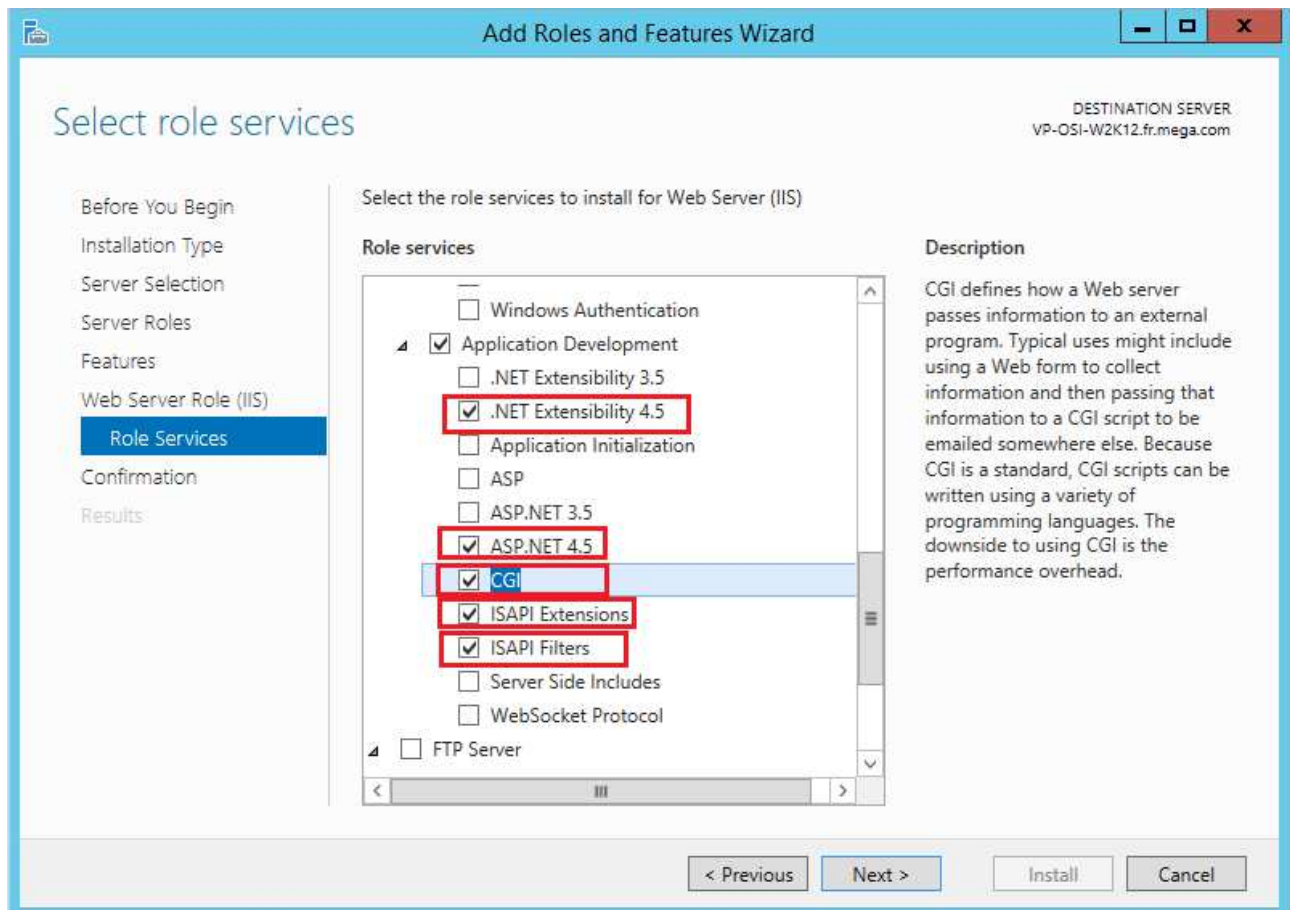 Add Roles and Features Wizard
Select role services
DESTINATION SERVER
VP-OSI-W2K12.fr.mega.com
Before You Begin
Installation Type
Server Selection
Server Roles
Features
Web Server Role (IIS)
Role Services
Confirmation
Results
Select the role services to install for Web Server (IIS)
Role services
Windows Authentication
Application Development
.NET Extensibility 3.5
.NET Extensibility 4.5
Application Initialization
ASP
ASP.NET 3.5
ASP.NET 4.5
CGI
ISAPI Extensions
ISAPI Filters
Server Side Includes
WebSocket Protocol
FTP Server
Description
CGI defines how a Web server
passes information to an external
program. Typical uses might include
using a Web form to collect
information and then passing that
information to a CGI script to be
emailed somewhere else. Because
CGI is a standard, CGI scripts can be
written using a variety of
programming languages. The
downside to using CGI is the
performance overhead.
< Previous
Next >
Install
Cancel